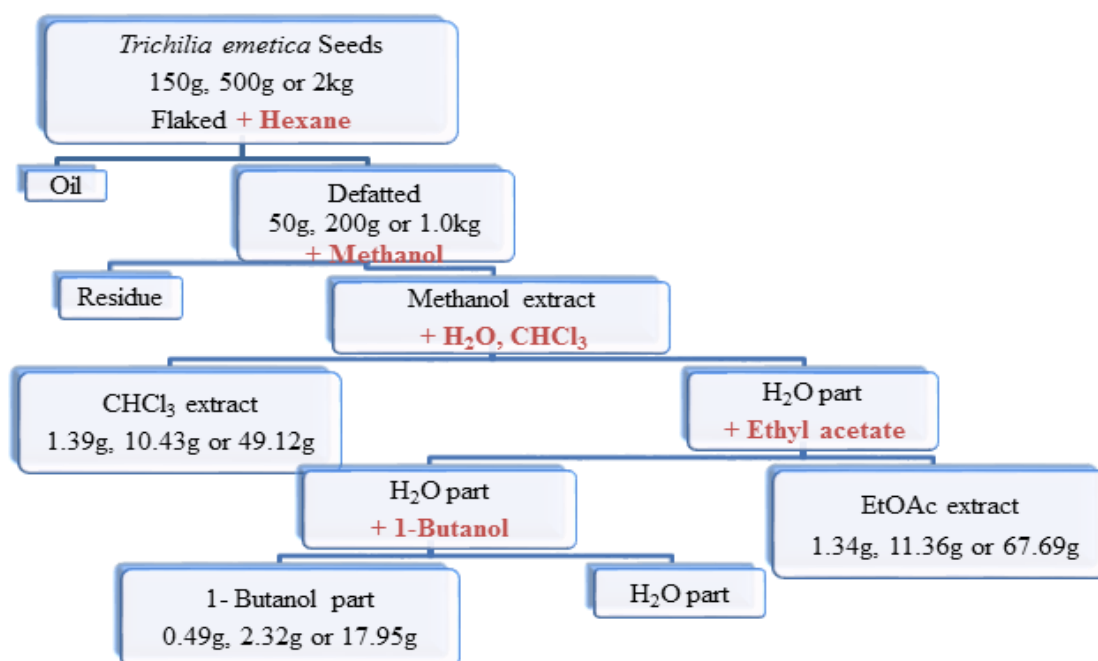 Trichilia emetica Seeds
150g, 500g or 2kg
Flaked + Hexane
Oil
Defatted
50g, 200g or 1.0kg
+ Methanol
Residue
Methanol extract
+ H₂O, CHCl₃
CHCl₃ extract
1.39g, 10.43g or 49.12g
H₂O part
+ Ethyl acetate
H₂O part
+ 1-Butanol
EtOAc extract
1.34g, 11.36g or 67.69g
1- Butanol part
0.49g, 2.32g or 17.95g
H₂O part